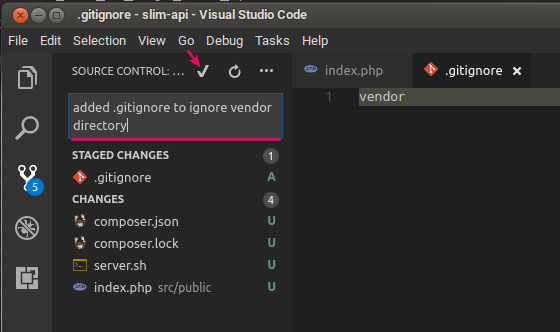 .gitignore - slim-api - Visual Studio Code
File Edit Selection View Go Debug Tasks Help
SOURCE CONTROL: ...
index.php
.gitignore
added .gitignore to ignore vendor
directory
1 vendor
STAGED CHANGES 1
.gitignore A
CHANGES 4
composer.json U
composer.lock U
server.sh U
index.php src/public U
5